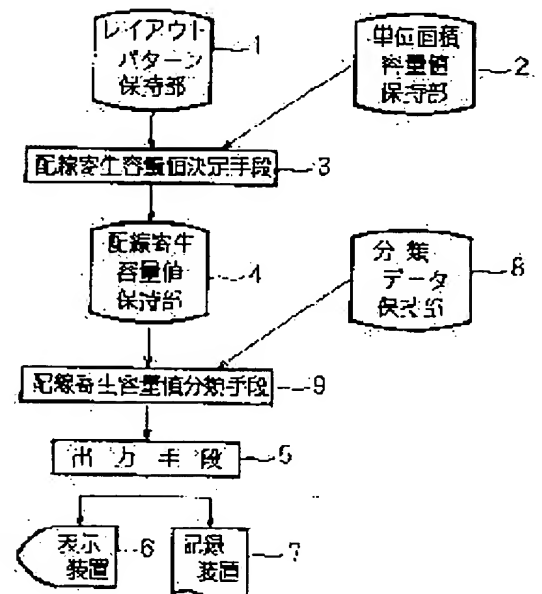 レイアウト
パターン
保持部
1
単位面積
容量値
保持部
2
配線寄生容量値決定手段
3
配線寄生
容量値
保持部
4
分類
データ
保持部
8
配線寄生容量値分類手段
9
出力手段
5
表示
装置
6
記録
装置
7